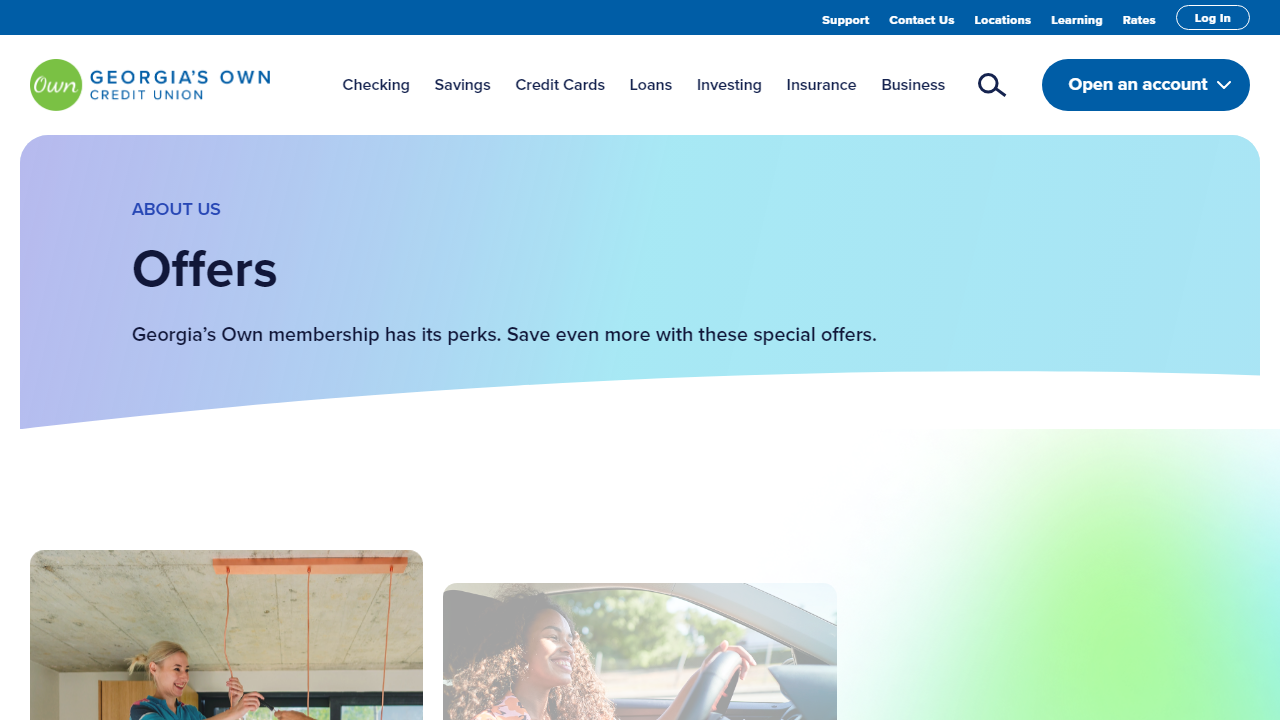 Support Contact Us Locations Learning Rates Log In
Own GEORGIA'S OWN
CREDIT UNION
Checking Savings Credit Cards Loans Investing Insurance Business Open an account
ABOUT US
Offers
Georgia’s Own membership has its perks. Save even more with these special offers.